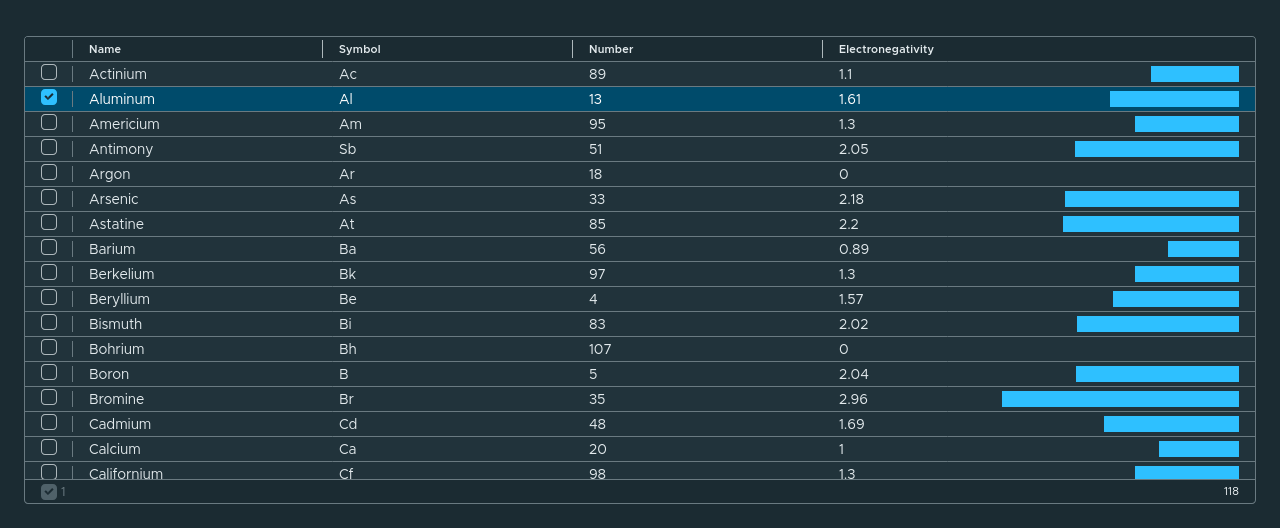 Name Symbol Number Electronegativity
Actinium Ac 89 1.1
Aluminum Al 13 1.61
Americium Am 95 1.3
Antimony Sb 51 2.05
Argon Ar 18 0
Arsenic As 33 2.18
Astatine At 85 2.2
Barium Ba 56 0.89
Berkelium Bk 97 1.3
Beryllium Be 4 1.57
Bismuth Bi 83 2.02
Bohrium Bh 107 0
Boron B 5 2.04
Bromine Br 35 2.96
Cadmium Cd 48 1.69
Calcium Ca 20 1
Californium Cf 98 1.3
1 118